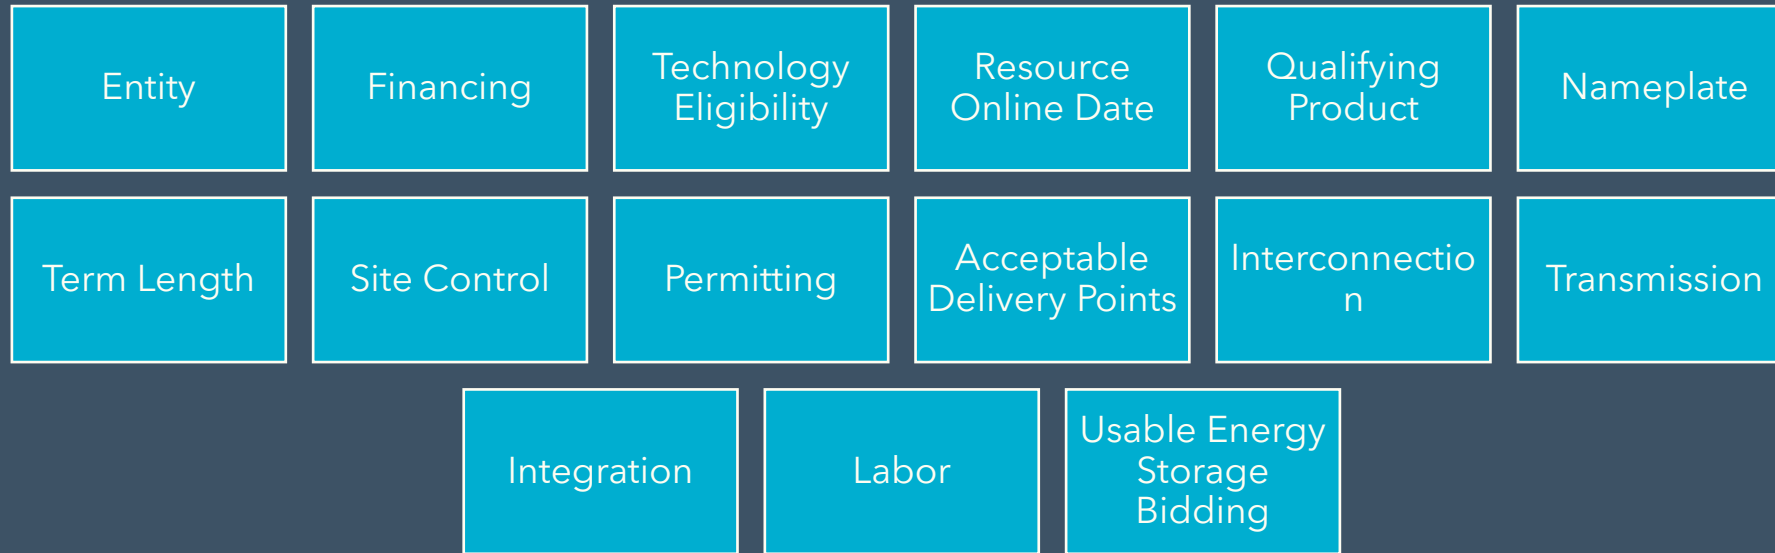 Entity
Financing
Technology
Eligibility
Resource
Online Date
Qualifying
Product
Nameplate
Term Length
Site Control
Permitting
Acceptable
Delivery Points
Interconnectio
n
Transmission
Integration
Labor
Usable Energy
Storage
Bidding